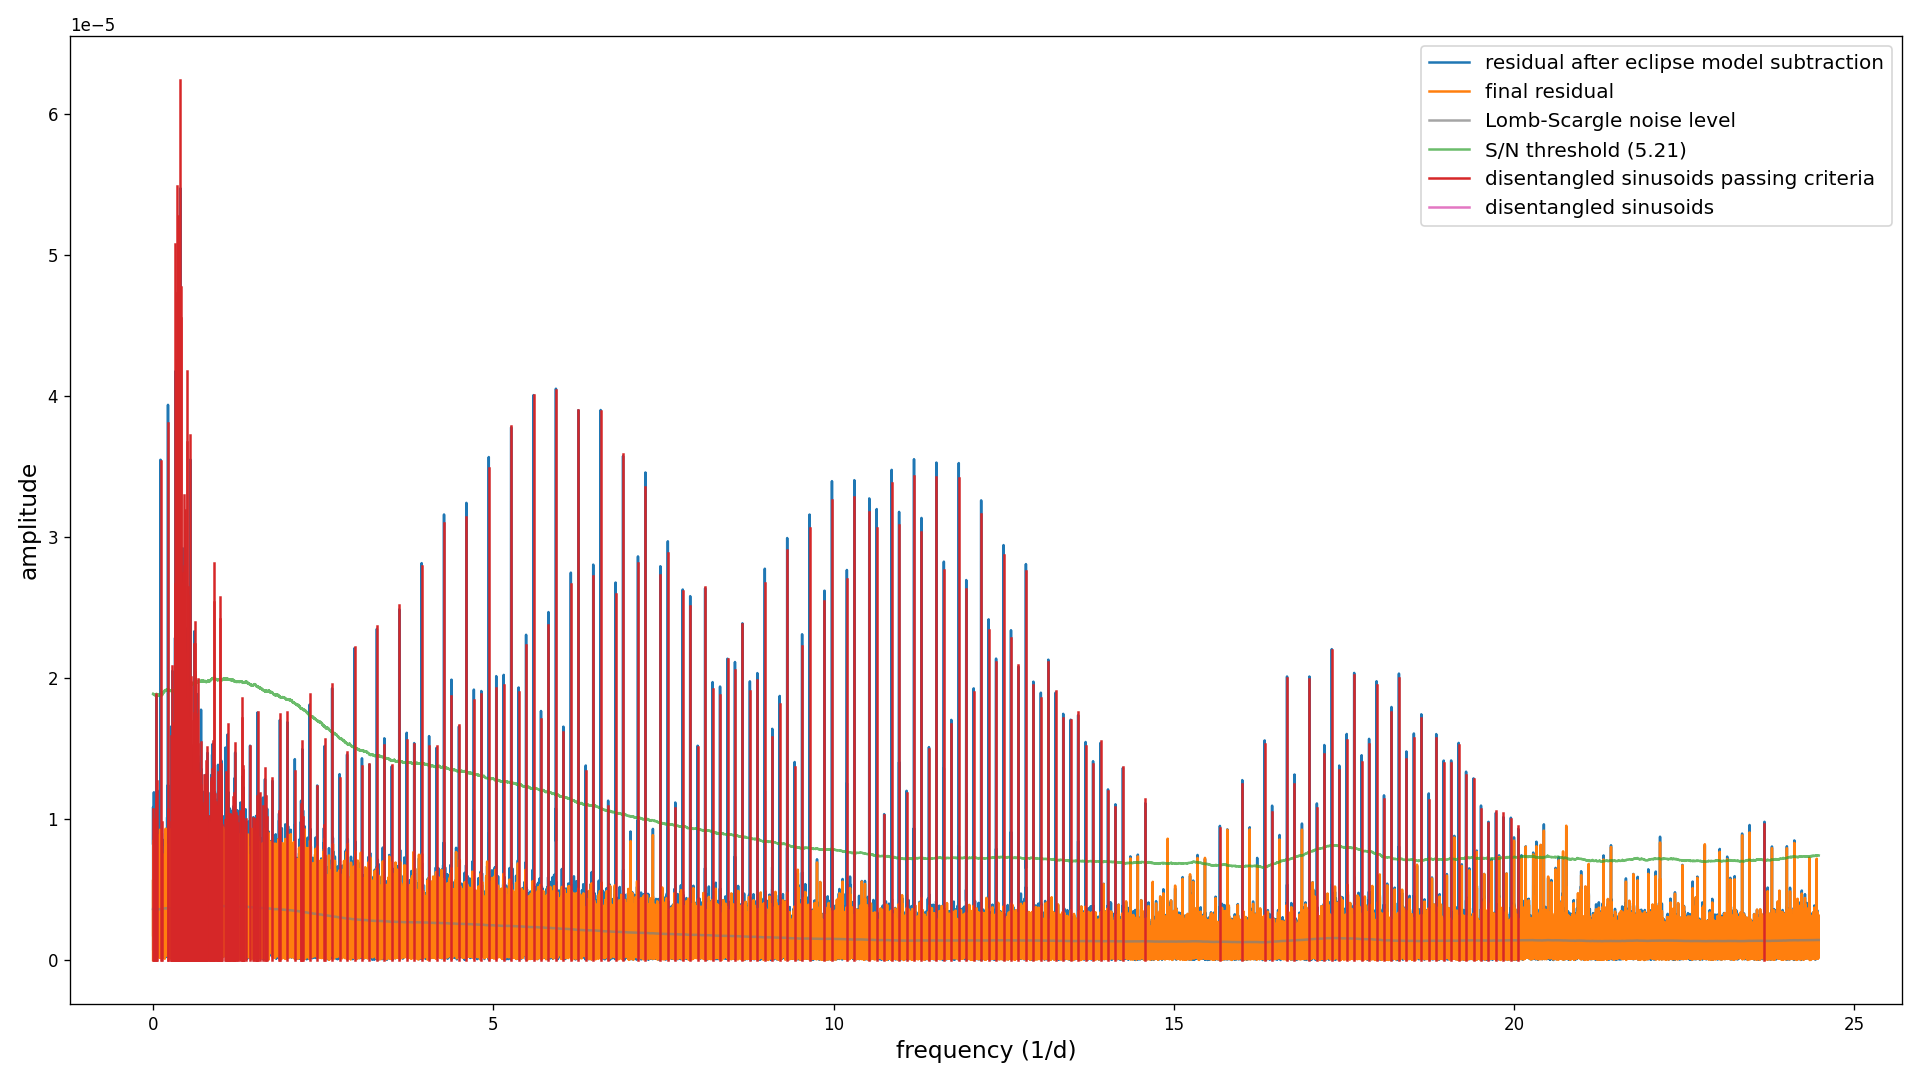 1e−5
residual after eclipse model subtraction
final residual
Lomb-Scargle noise level
S/N threshold (5.21)
disentangled sinusoids passing criteria
disentangled sinusoids
amplitude
6
5
4
3
2
1
0
0 5 10 15 20 25
frequency (1/d)